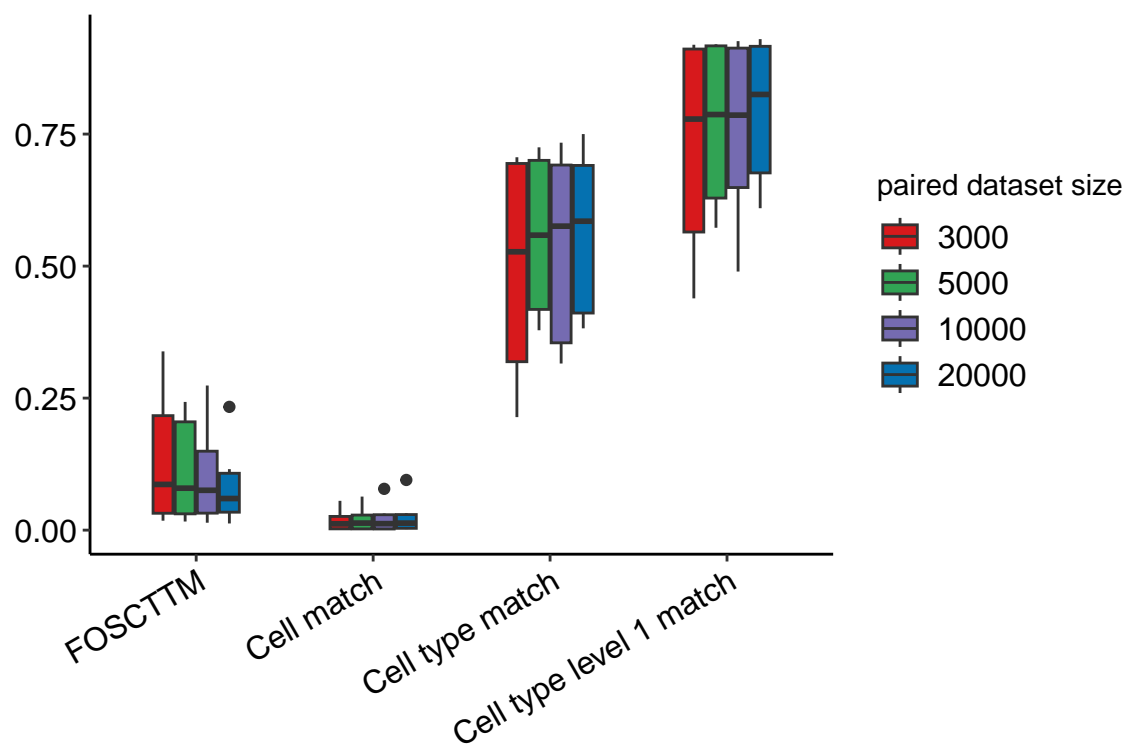 0.75
0.50
0.25
0.00
FOSCTTM
Cell match
Cell type match
Cell type level 1 match
paired dataset size
3000
5000
10000
20000